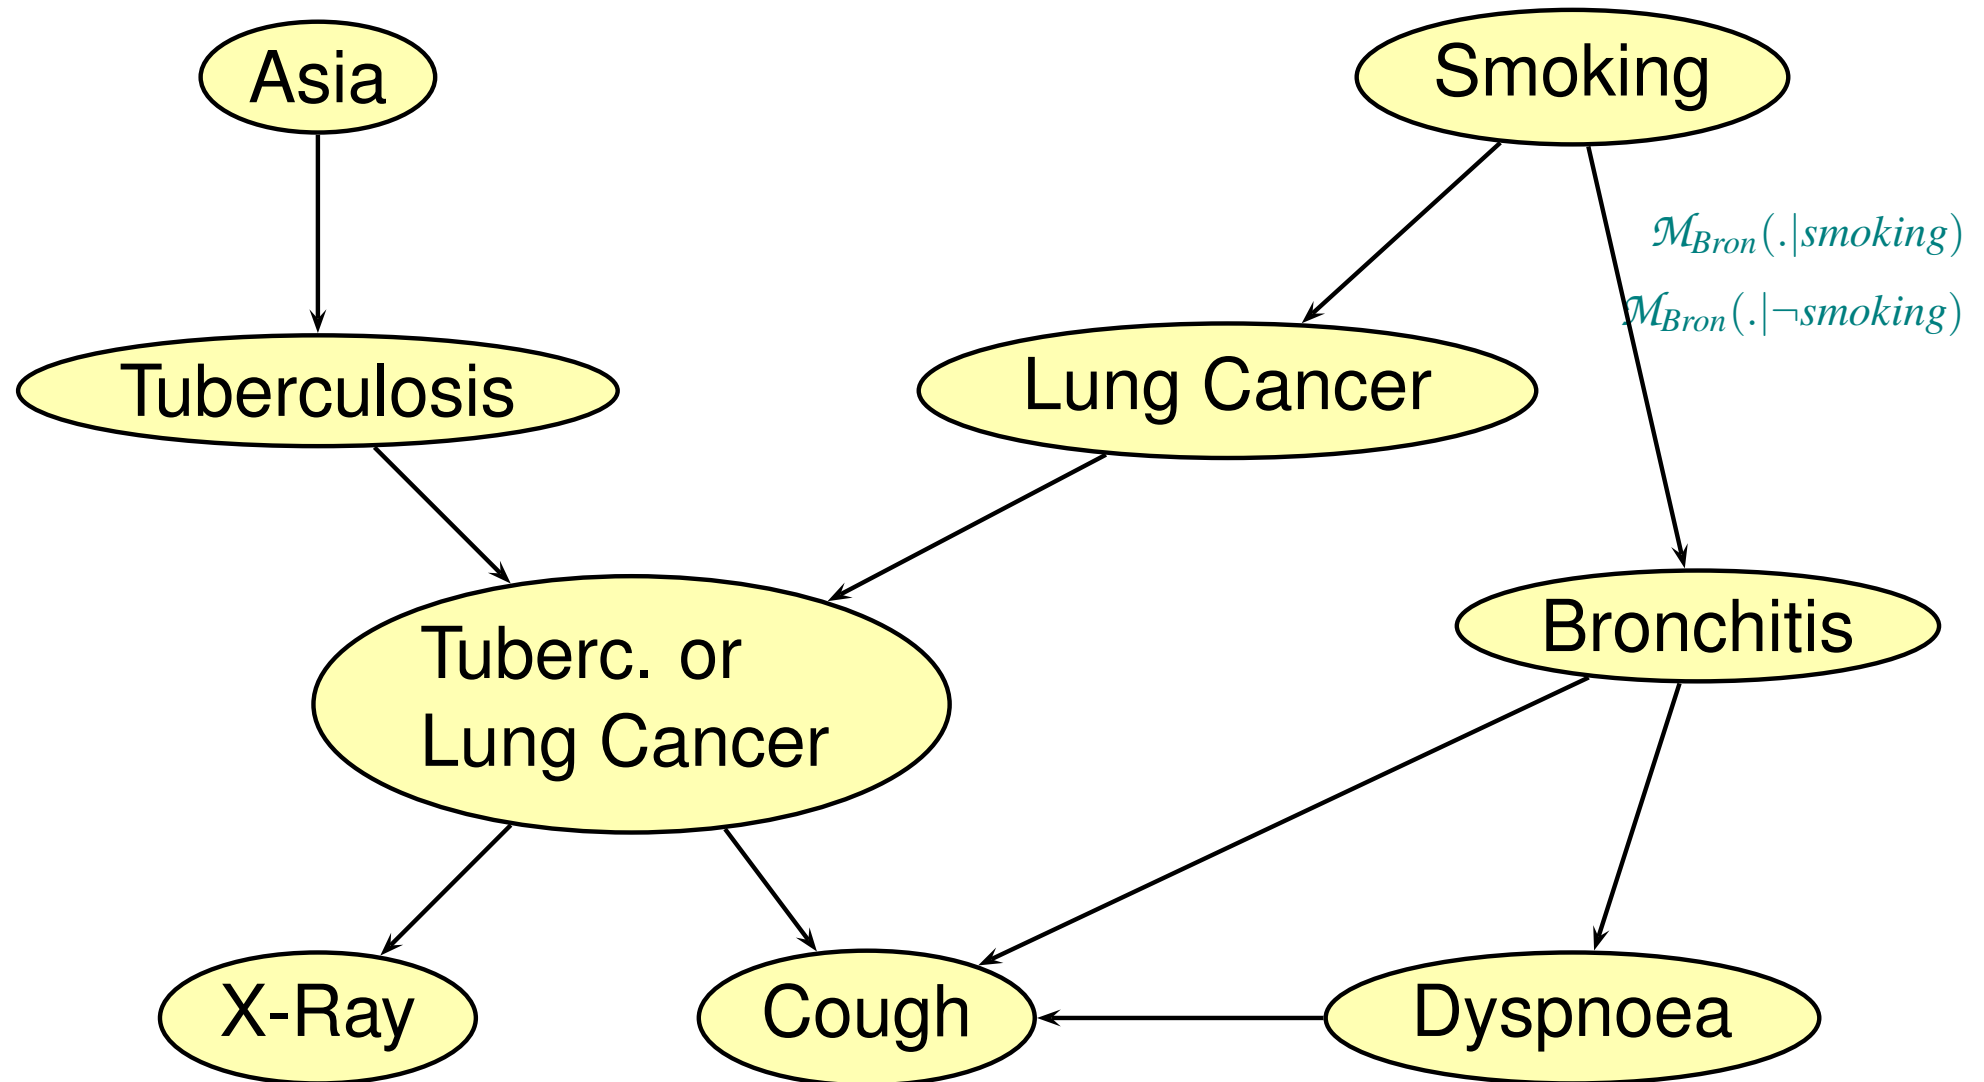 Asia
Smoking
ℳBron(.|smoking)
ℳBron(.|¬smoking)
Tuberculosis
Lung Cancer
Tuberc. or
Lung Cancer
Bronchitis
X-Ray
Cough
Dyspnoea